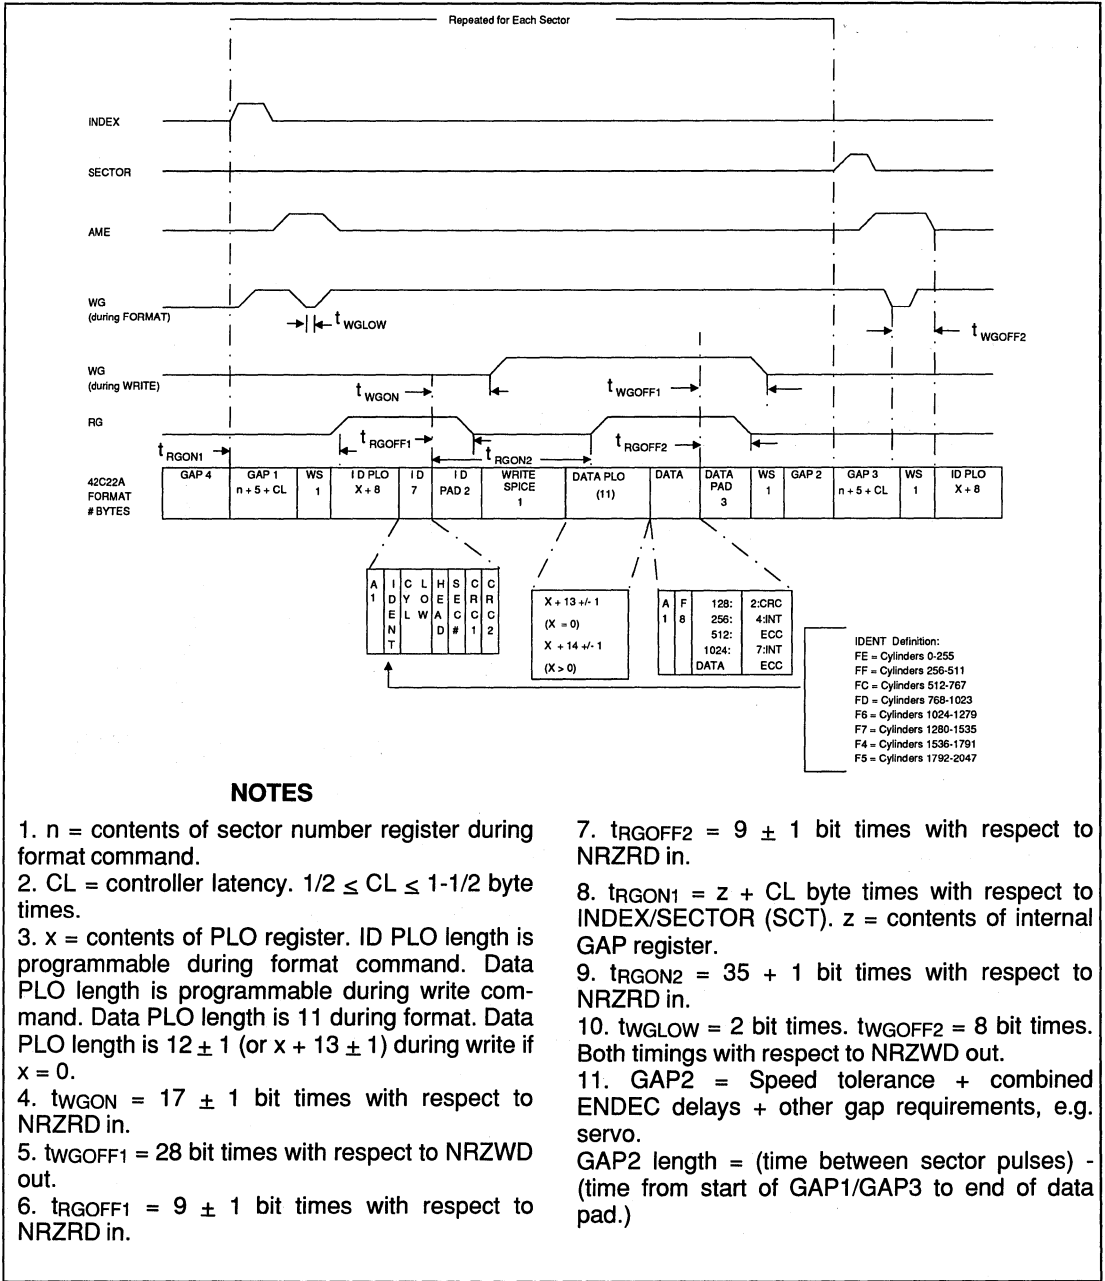 Repeated for Each Sector
INDEX
SECTOR
AME
WG
(during FORMAT)
tWGLOW
tWGOFF2
WG
(during WRITE)
tWGON
tWGOFF1
RG
tRGON1
tRGOFF1
tRGON2
tRGOFF2
42C22A
FORMAT
# BYTES
GAP 4
GAP 1
n + 5 + CL
WS
1
ID PLO
X + 8
ID
7
ID
PAD 2
WRITE
SPICE
1
DATA PLO
(11)
DATA
DATA
PAD
3
WS
1
GAP 2
GAP 3
n + 5 + CL
WS
1
ID PLO
X + 8
A1
IDENT
CYL
LOW
HEAD
SEC#
CRC1
CRC2
X + 13 +/- 1
(X = 0)
X + 14 +/- 1
(X > 0)
A1
F8
128:
256:
512:
1024:
DATA
2:CRC
4:INT
ECC
7:INT
ECC
IDENT Definition:
FE = Cylinders 0-255
FF = Cylinders 256-511
FC = Cylinders 512-767
FD = Cylinders 768-1023
F6 = Cylinders 1024-1279
F7 = Cylinders 1280-1535
F4 = Cylinders 1536-1791
F5 = Cylinders 1792-2047
NOTES
1. n = contents of sector number register during
format command.
2. CL = controller latency. 1/2 ≤ CL ≤ 1-1/2 byte
times.
3. x = contents of PLO register. ID PLO length is
programmable during format command. Data
PLO length is programmable during write com-
mand. Data PLO length is 11 during format. Data
PLO length is 12 ± 1 (or x + 13 ± 1) during write if
x = 0.
4. tWGON = 17 ± 1 bit times with respect to
NRZRD in.
5. tWGOFF1 = 28 bit times with respect to NRZWD
out.
6. tRGOFF1 = 9 ± 1 bit times with respect to
NRZRD in.
7. tRGOFF2 = 9 ± 1 bit times with respect to
NRZRD in.
8. tRGON1 = z + CL byte times with respect to
INDEX/SECTOR (SCT). z = contents of internal
GAP register.
9. tRGON2 = 35 + 1 bit times with respect to
NRZRD in.
10. tWGLOW = 2 bit times. tWGOFF2 = 8 bit times.
Both timings with respect to NRZWD out.
11. GAP2 = Speed tolerance + combined
ENDEC delays + other gap requirements, e.g.
servo.
GAP2 length = (time between sector pulses) -
(time from start of GAP1/GAP3 to end of data
pad.)